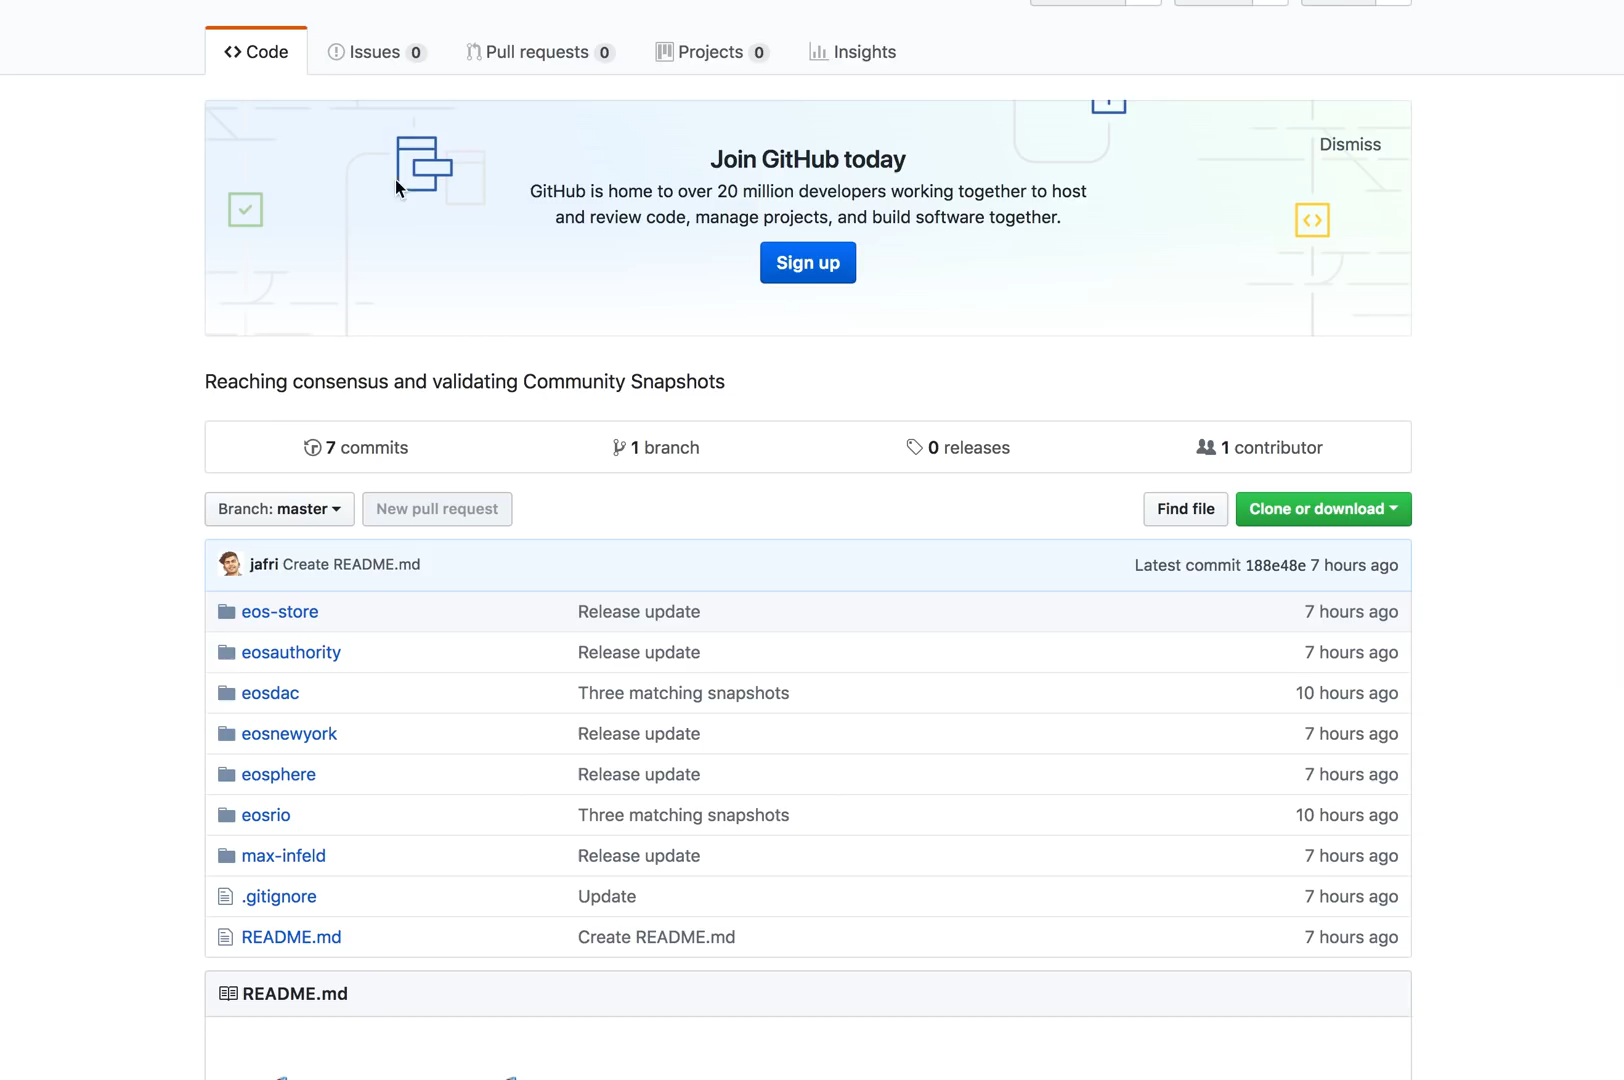 Code Issues 0 Pull requests 0 Projects 0 Insights
Dismiss
Join GitHub today
GitHub is home to over 20 million developers working together to host
and review code, manage projects, and build software together.
Sign up
Reaching consensus and validating Community Snapshots
7 commits 1 branch 0 releases 1 contributor
Branch: master New pull request Find file Clone or download
jafri Create README.md Latest commit 188e48e 7 hours ago
eos-store Release update 7 hours ago
eosauthority Release update 7 hours ago
eosdac Three matching snapshots 10 hours ago
eosnewyork Release update 7 hours ago
eosphere Release update 7 hours ago
eosrio Three matching snapshots 10 hours ago
max-infeld Release update 7 hours ago
.gitignore Update 7 hours ago
README.md Create README.md 7 hours ago
README.md